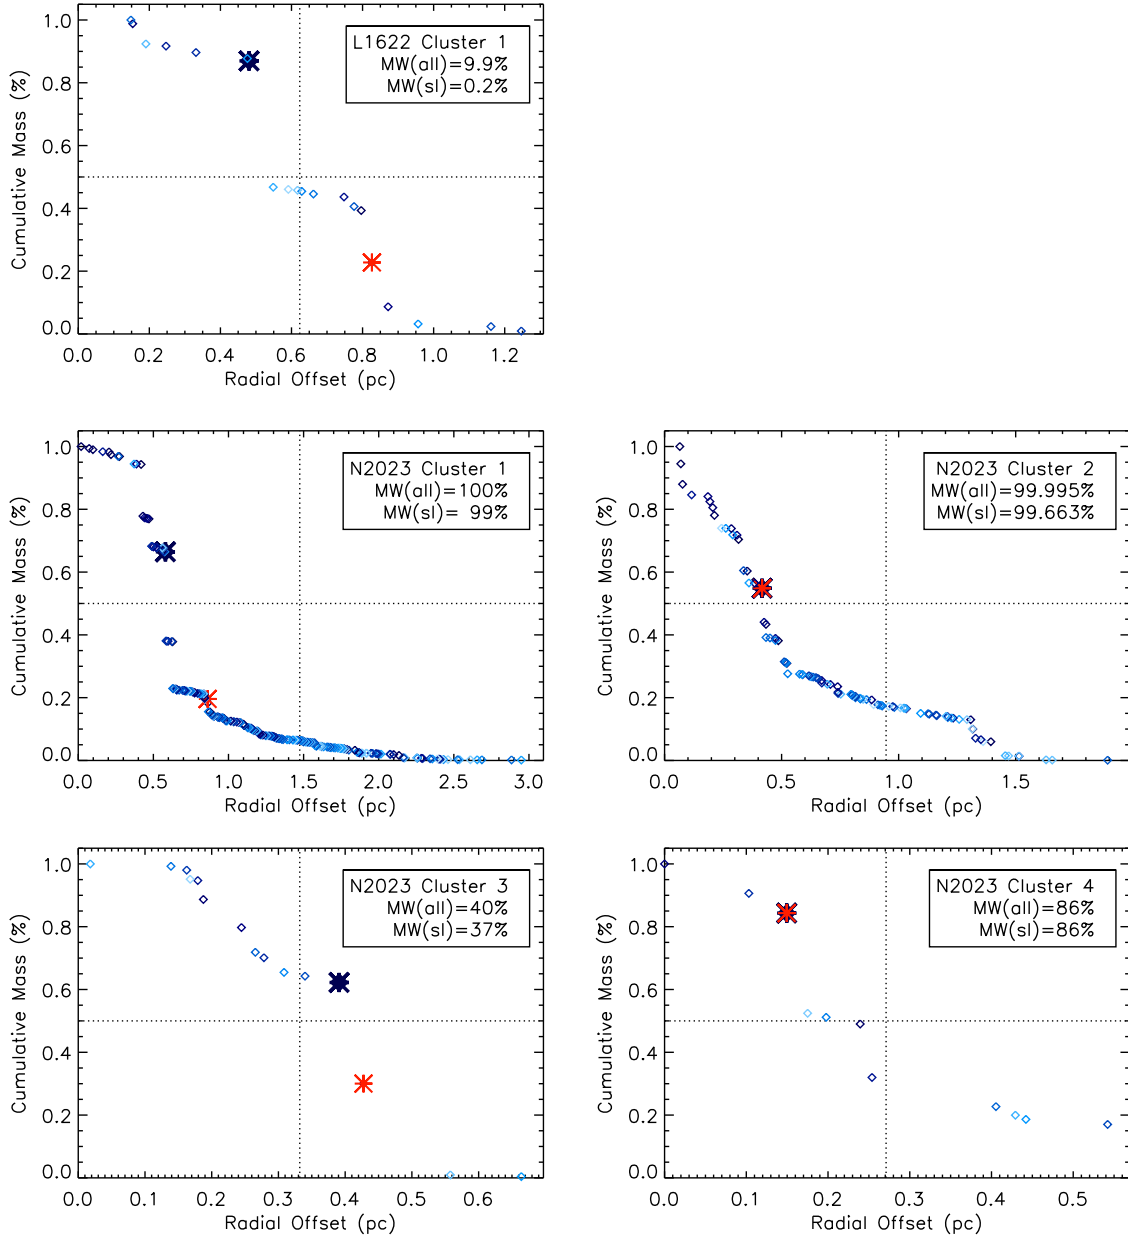 L1622 Cluster 1
MW(all)=9.9%
MW(sl)=0.2%
Cumulative Mass (%)
1.0
0.8
0.6
0.4
0.2
0.0
0.0 0.2 0.4 0.6 0.8 1.0 1.2
Radial Offset (pc)
N2023 Cluster 1
MW(all)=100%
MW(sl)= 99%
Cumulative Mass (%)
1.0
0.8
0.6
0.4
0.2
0.0
0.0 0.5 1.0 1.5 2.0 2.5 3.0
Radial Offset (pc)
N2023 Cluster 2
MW(all)=99.995%
MW(sl)=99.663%
Cumulative Mass (%)
1.0
0.8
0.6
0.4
0.2
0.0
0.0 0.5 1.0 1.5
Radial Offset (pc)
N2023 Cluster 3
MW(all)=40%
MW(sl)=37%
Cumulative Mass (%)
1.0
0.8
0.6
0.4
0.2
0.0
0.0 0.1 0.2 0.3 0.4 0.5 0.6
Radial Offset (pc)
N2023 Cluster 4
MW(all)=86%
MW(sl)=86%
Cumulative Mass (%)
1.0
0.8
0.6
0.4
0.2
0.0
0.0 0.1 0.2 0.3 0.4 0.5
Radial Offset (pc)